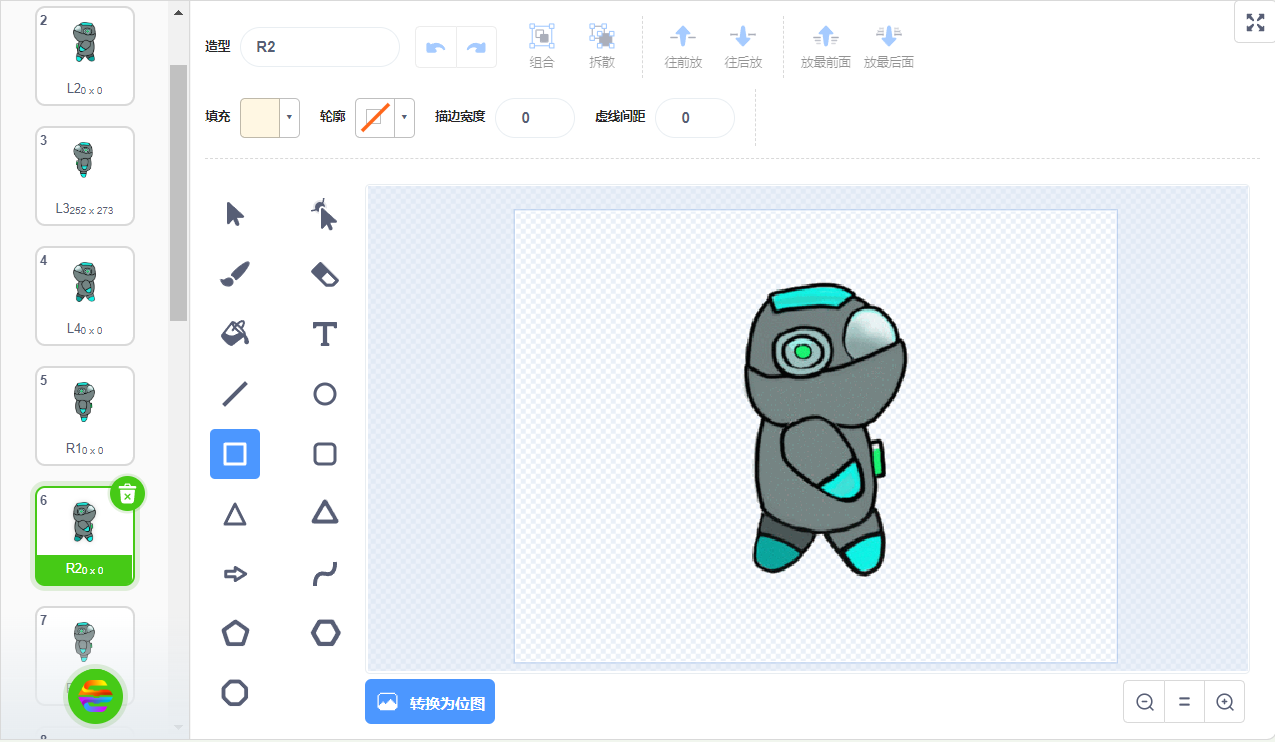 2
L2 0 x 0
3
L3 252 x 273
4
L4 0 x 0
5
R1 0 x 0
6
R2 0 x 0
7
造型
R2
组合
拆散
往前放
往后放
放最前面
放最后面
填充
轮廓
描边宽度
0
虚线间距
0
T
转换为位图